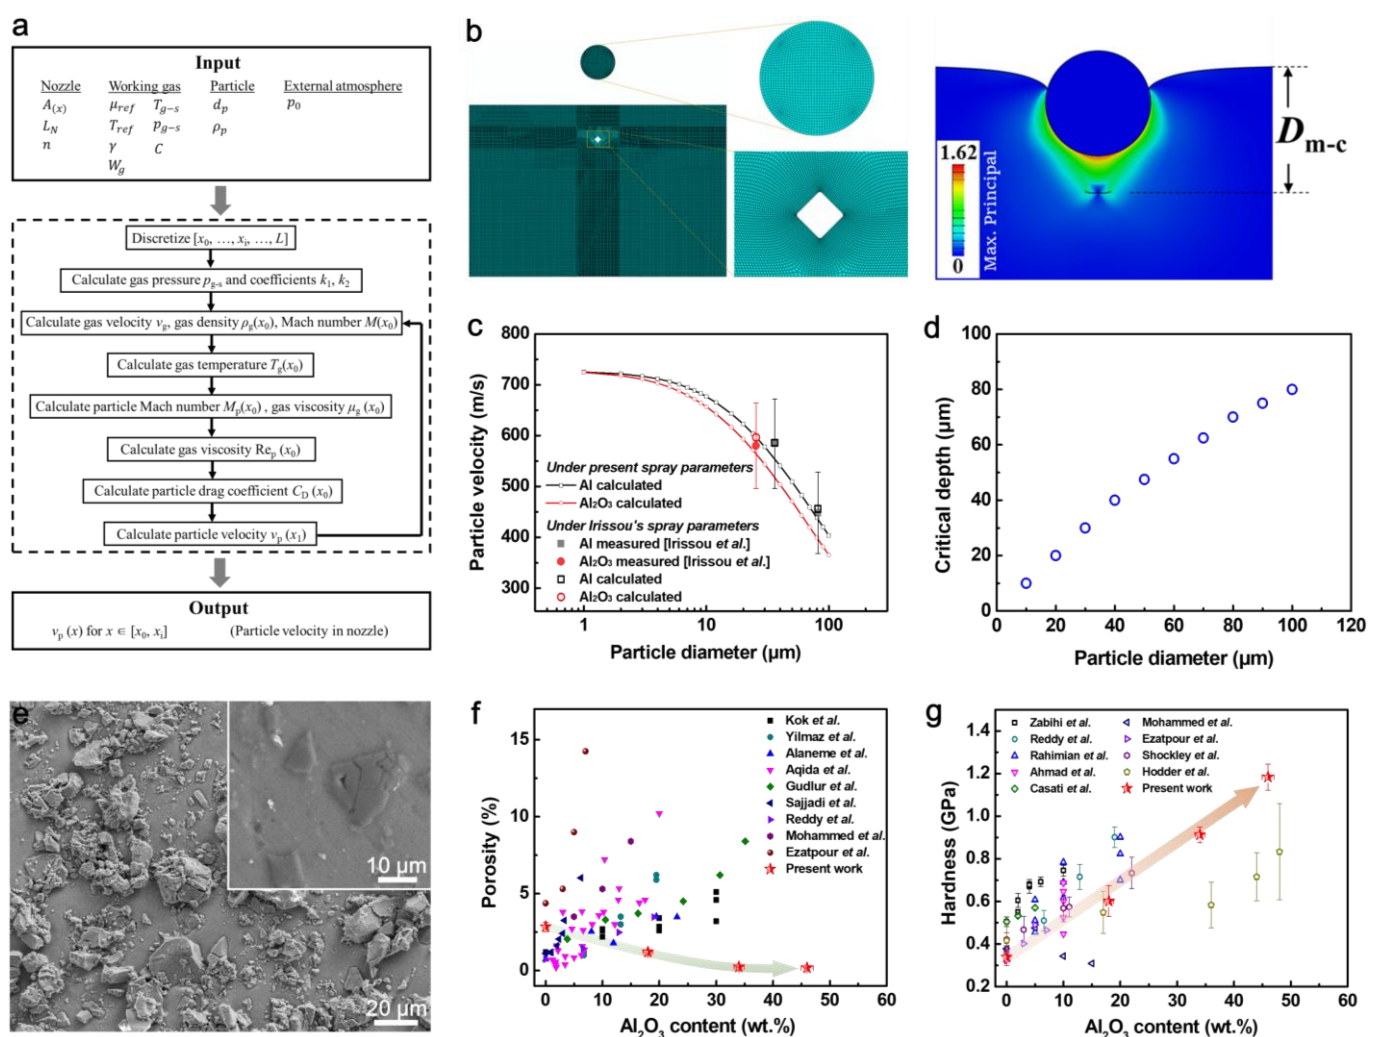 a
Input
Nozzle Working gas Particle External atmosphere
A(x) μref Tg−s dp p0
LN Tref pg−s ρp
n γ C
Wg
Discretize [x0, …, xi, …, L]
Calculate gas pressure pg-s and coefficients k1, k2
Calculate gas velocity vg, gas density ρg(x0), Mach number M(x0)
Calculate gas temperature Tg(x0)
Calculate particle Mach number Mp(x0) , gas viscosity μg (x0)
Calculate gas viscosity Rep (x0)
Calculate particle drag coefficient CD (x0)
Calculate particle velocity vp (x1)
Output
vp (x) for x ∈ [x0, xi] (Particle velocity in nozzle)
b
1.62
0
Max. Principal
Dm-c
c
800
700
600
500
400
300
Particle velocity (m/s)
Under present spray parameters
Al calculated
Al2O3 calculated
Under Irissou's spray parameters
Al measured [Irissou et al.]
Al2O3 measured [Irissou et al.]
Al calculated
Al2O3 calculated
1 10 100
Particle diameter (μm)
d
100
80
60
40
20
0
Critical depth (μm)
0 20 40 60 80 100 120
Particle diameter (μm)
e
10 μm
20 μm
f
15
10
5
0
Porosity (%)
Kok et al.
Yilmaz et al.
Alaneme et al.
Aqida et al.
Gudlur et al.
Sajjadi et al.
Reddy et al.
Mohammed et al.
Ezatpour et al.
Present work
0 10 20 30 40 50 60
Al2O3 content (wt.%)
g
1.4
1.2
1.0
0.8
0.6
0.4
0.2
Hardness (GPa)
Zabihi et al. Mohammed et al.
Reddy et al. Ezatpour et al.
Rahimian et al. Shockley et al.
Ahmad et al. Hodder et al.
Casati et al. Present work
0 10 20 30 40 50 60
Al2O3 content (wt.%)